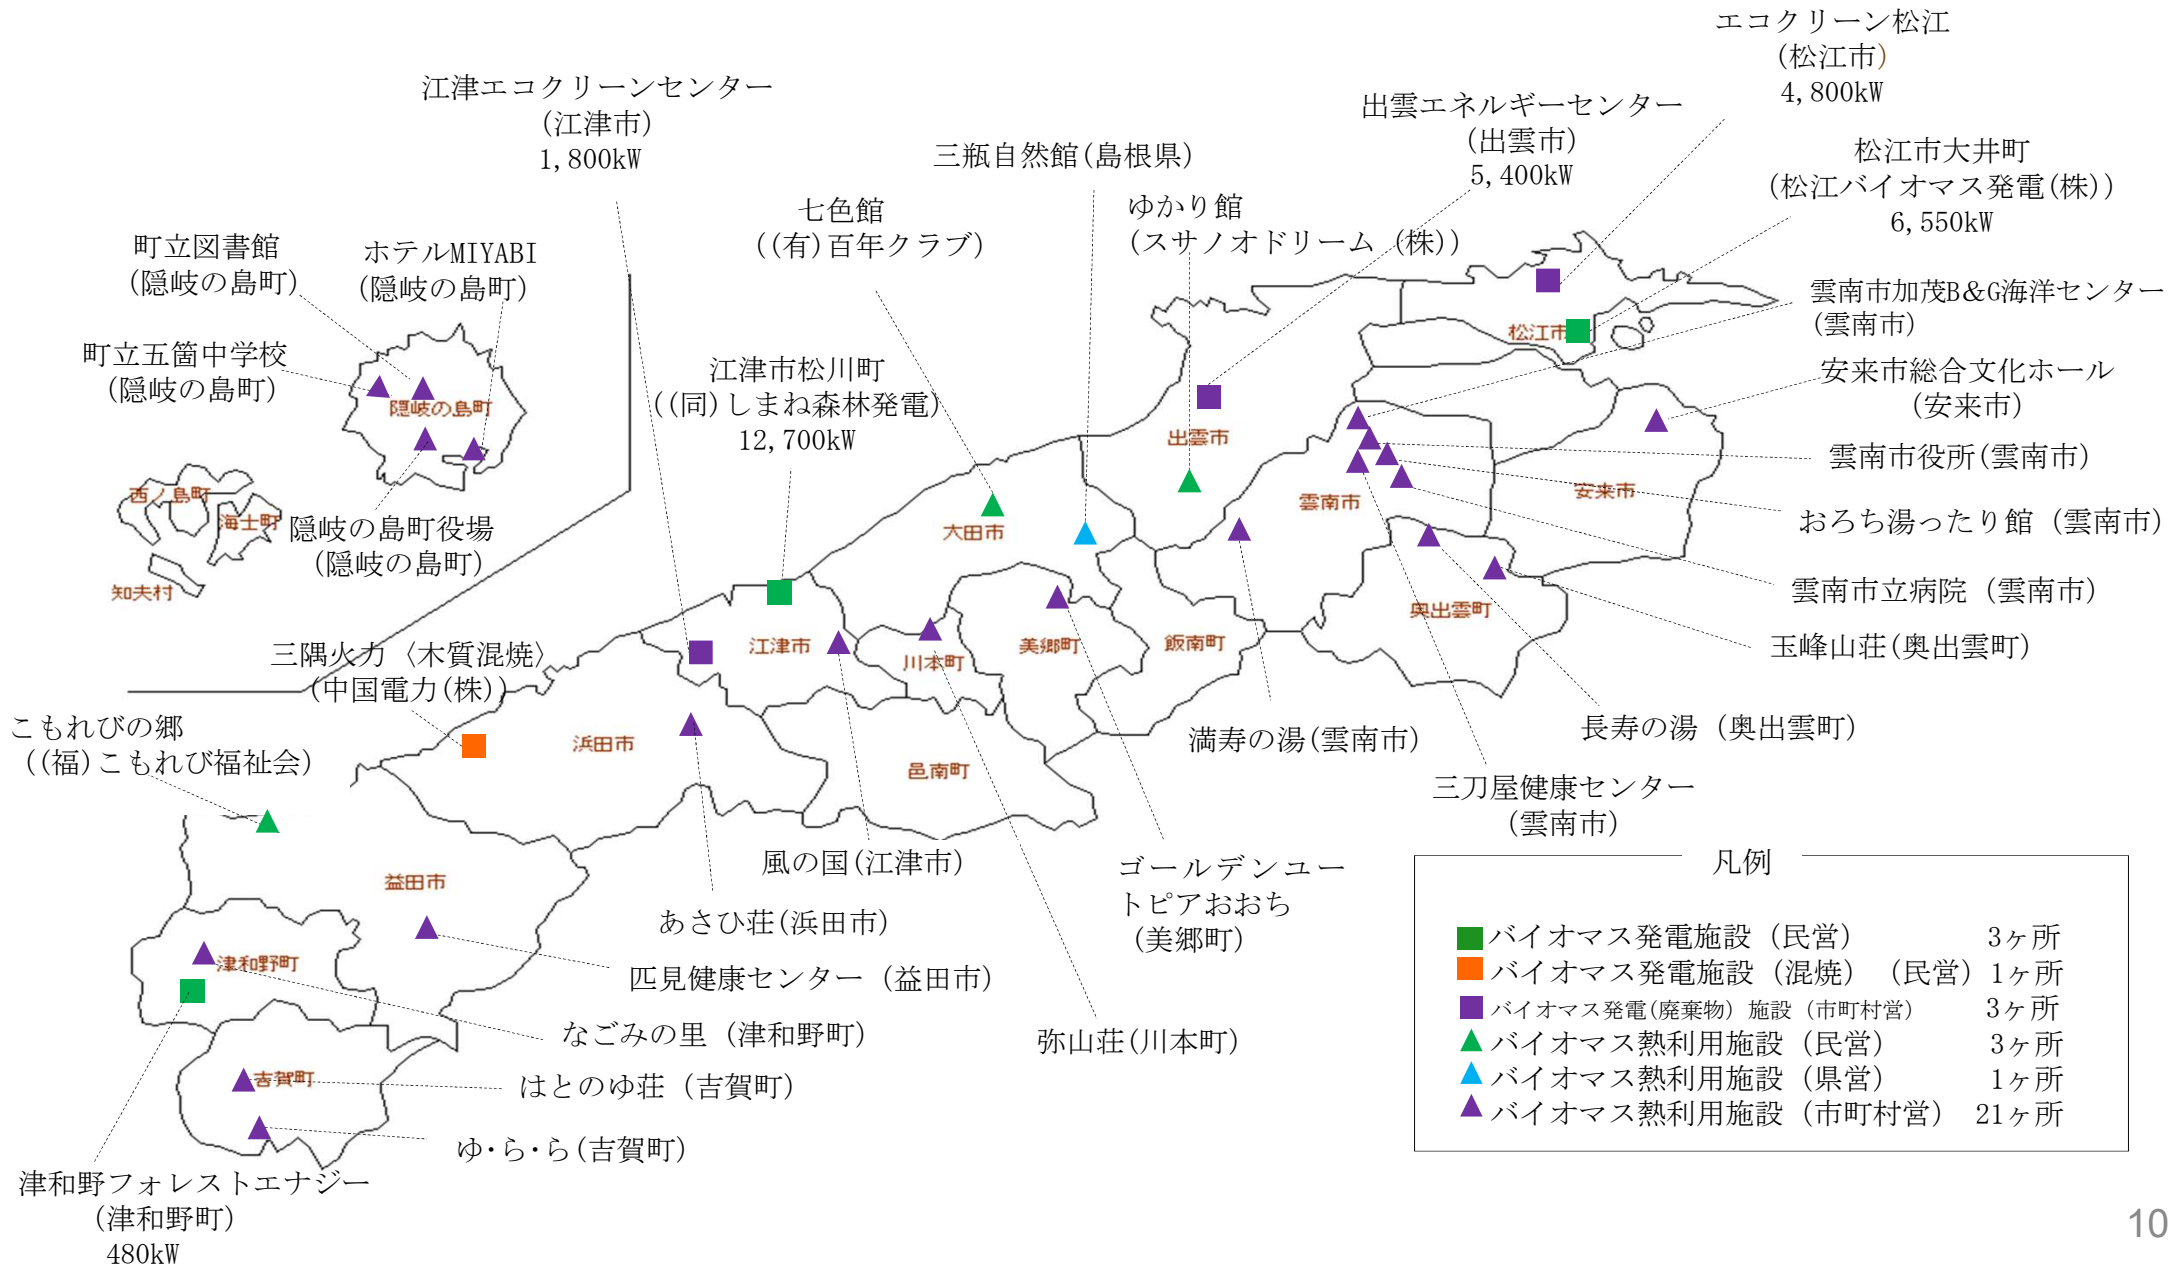 エコクリーン松江
(松江市)
4,800kW
江津エコクリーンセンター
(江津市)
1,800kW
出雲エネルギーセンター
(出雲市)
5,400kW
三瓶自然館(島根県)
松江市大井町
(松江バイオマス発電(株))
6,550kW
七色館
((有)百年クラブ)
ゆかり館
(スサノオドリーム (株))
町立図書館
(隠岐の島町)
ホテルMIYABI
(隠岐の島町)
雲南市加茂B&G海洋センター
(雲南市)
町立五箇中学校
(隠岐の島町)
江津市松川町
((同)しまね森林発電)
12,700kW
安来市総合文化ホール
(安来市)
雲南市役所(雲南市)
おろち湯ったり館 (雲南市)
雲南市立病院 (雲南市)
玉峰山荘(奥出雲町)
長寿の湯 (奥出雲町)
満寿の湯(雲南市)
三刀屋健康センター
(雲南市)
隠岐の島町役場
(隠岐の島町)
隠岐の島町
西ノ島町
海士町
知夫村
松江市
出雲市
安来市
雲南市
大田市
奥出雲町
飯南町
美郷町
川本町
江津市
浜田市
邑南町
益田市
津和野町
吉賀町
三隅火力〈木質混焼〉
(中国電力(株))
こもれびの郷
((福)こもれび福祉会)
風の国(江津市)
あさひ荘(浜田市)
匹見健康センター (益田市)
なごみの里 (津和野町)
はとのゆ荘 (吉賀町)
ゆ・ら・ら(吉賀町)
ゴールデンユー
トピアおおち
(美郷町)
弥山荘(川本町)
津和野フォレストエナジー
(津和野町)
480kW
凡例
バイオマス発電施設 (民営) 3ヶ所
バイオマス発電施設 (混焼) (民営) 1ヶ所
バイオマス発電(廃棄物) 施設 (市町村営) 3ヶ所
バイオマス熱利用施設 (民営) 3ヶ所
バイオマス熱利用施設 (県営) 1ヶ所
バイオマス熱利用施設 (市町村営) 21ヶ所
10